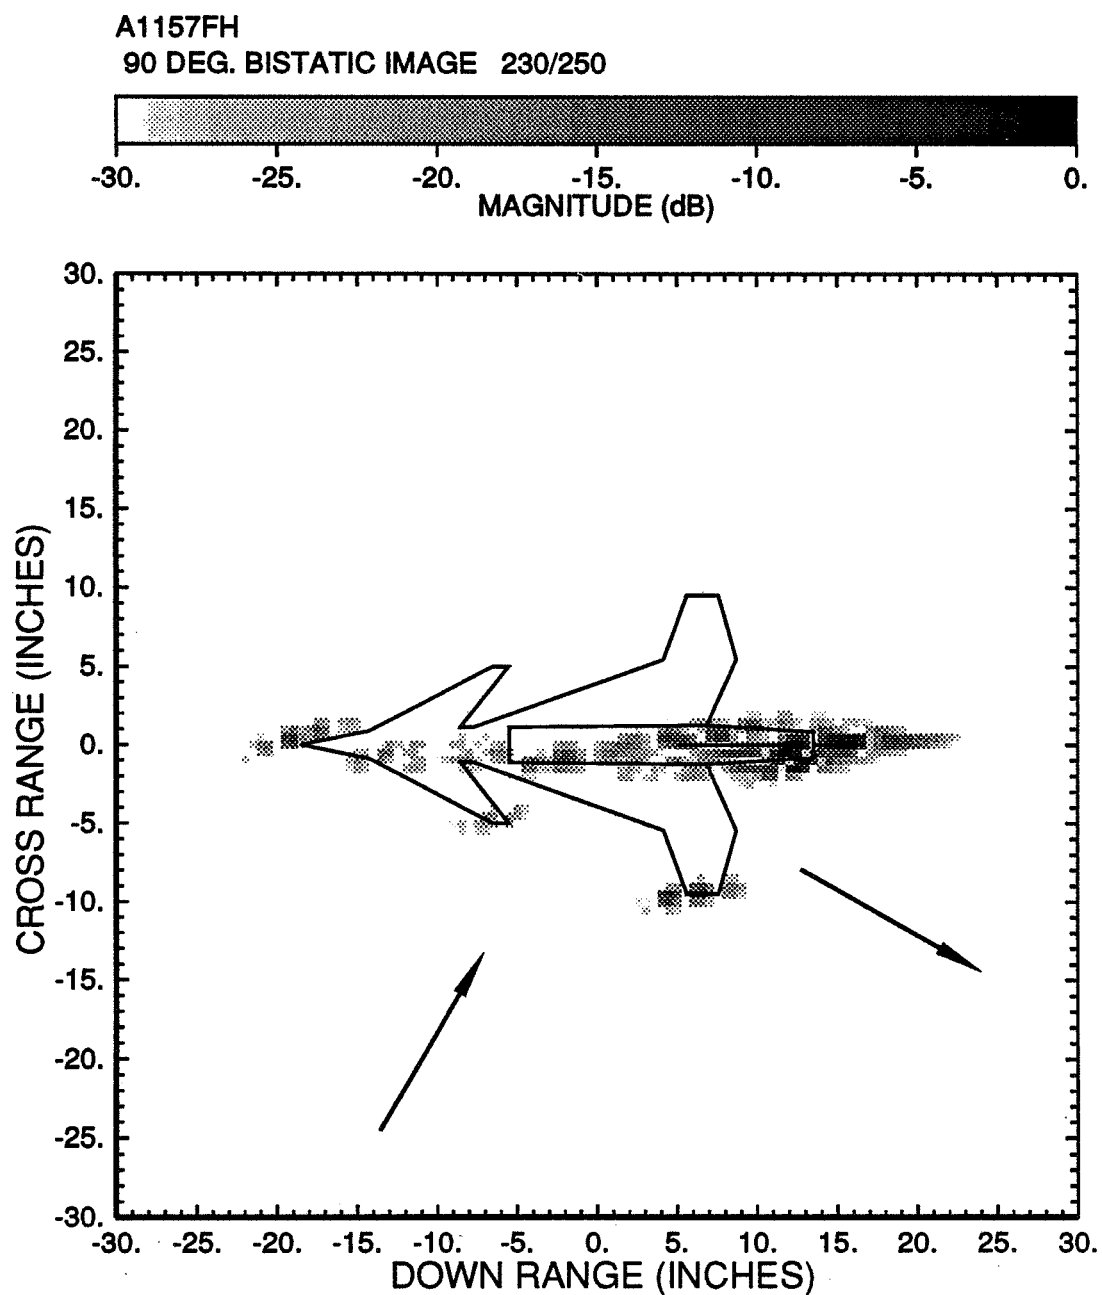 A1157FH
90 DEG. BISTATIC IMAGE 230/250
-30. -25. -20. -15. -10. -5. 0.
MAGNITUDE (dB)
30.
25.
20.
15.
10.
5.
0.
-5.
-10.
-15.
-20.
-25.
-30.
CROSS RANGE (INCHES)
-30. -25. -20. -15. -10. -5. 0. 5. 10. 15. 20. 25. 30.
DOWN RANGE (INCHES)